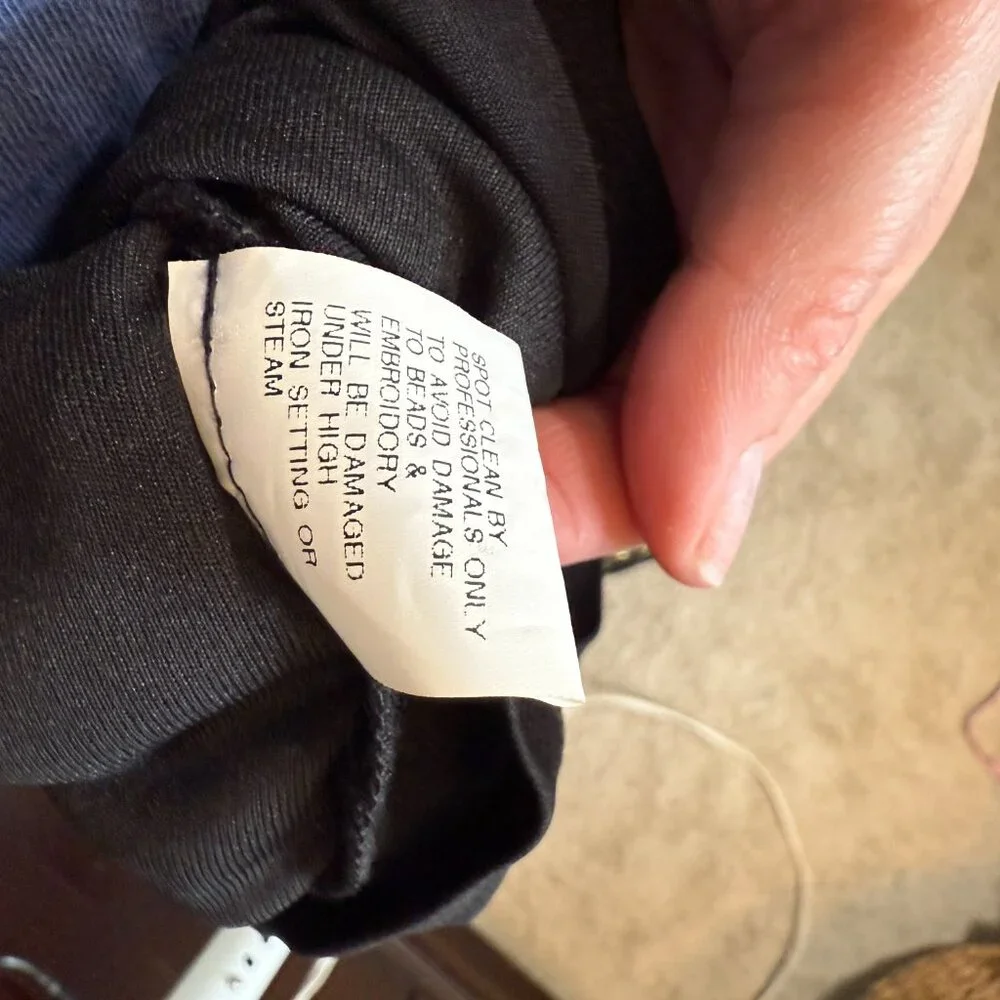 SPOT CLEAN BY
PROFESSIONALS ONLY
TO AVOID DAMAGE
TO BEADS &
EMBROIDCRY
WILL BE DAMAGED
UNDER HIGH
IRON SETTING OR
STEAM